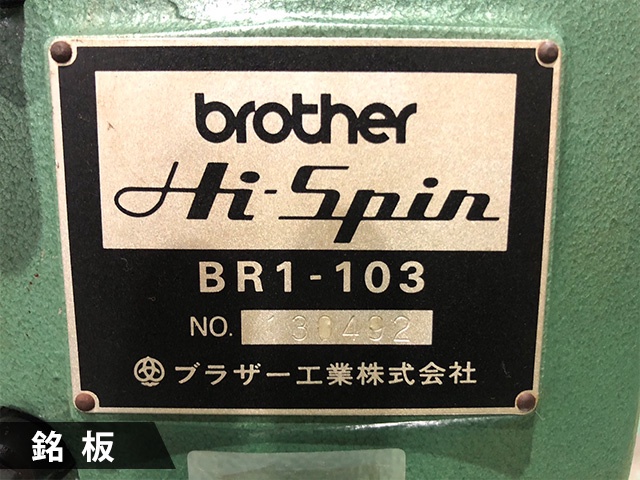 brother
Hi-Spin
BR1-103
NO. 130492
ブラザー工業株式会社
銘板